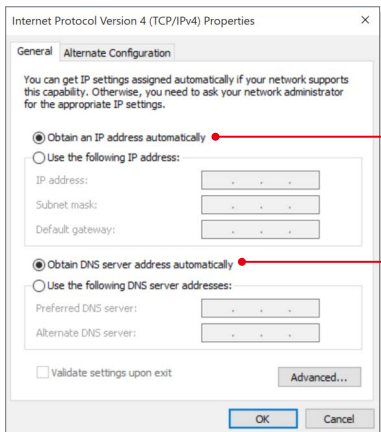 Internet Protocol Version 4 (TCP/IPv4) Properties
General Alternate Configuration
You can get IP settings assigned automatically if your network supports
this capability. Otherwise, you need to ask your network administrator
for the appropriate IP settings.
Obtain an IP address automatically
Use the following IP address:
IP address:
Subnet mask:
Default gateway:
Obtain DNS server address automatically
Use the following DNS server addresses:
Preferred DNS server:
Alternate DNS server:
Validate settings upon exit
Advanced...
OK Cancel